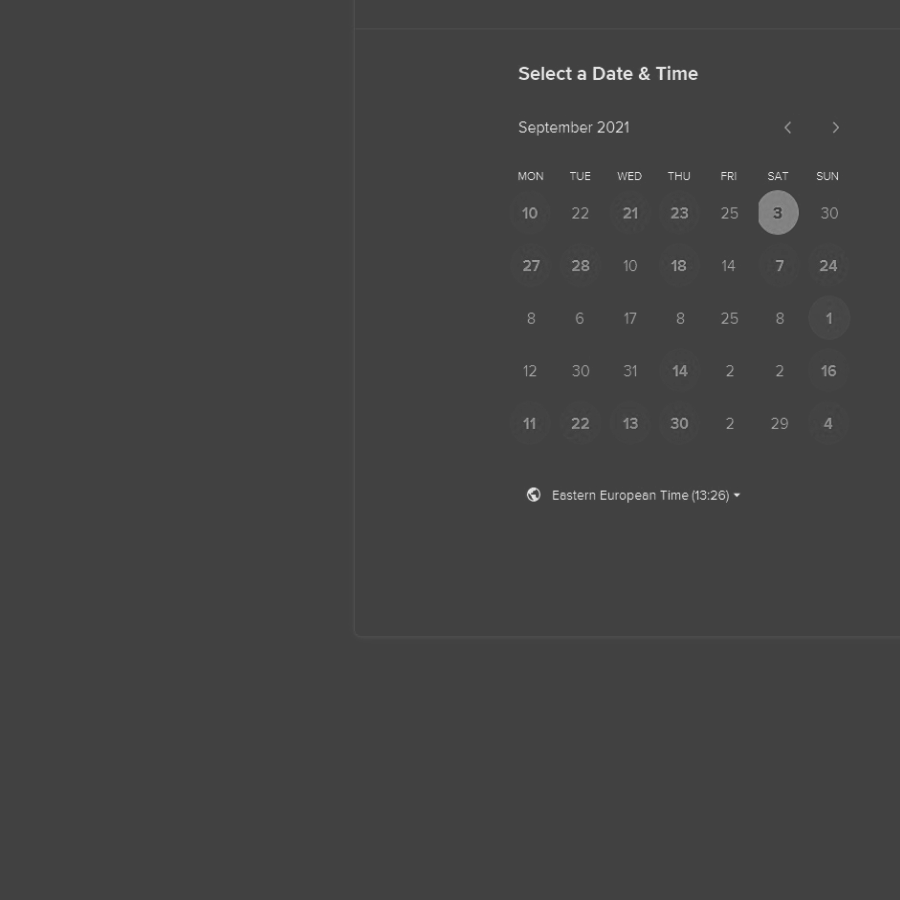 Select a Date & Time
September 2021
MON TUE WED THU FRI SAT SUN
10 22 21 23 25 3 30
27 28 10 18 14 7 24
8 6 17 8 25 8 1
12 30 31 14 2 2 16
11 22 13 30 2 29 4
Eastern European Time (13:26)